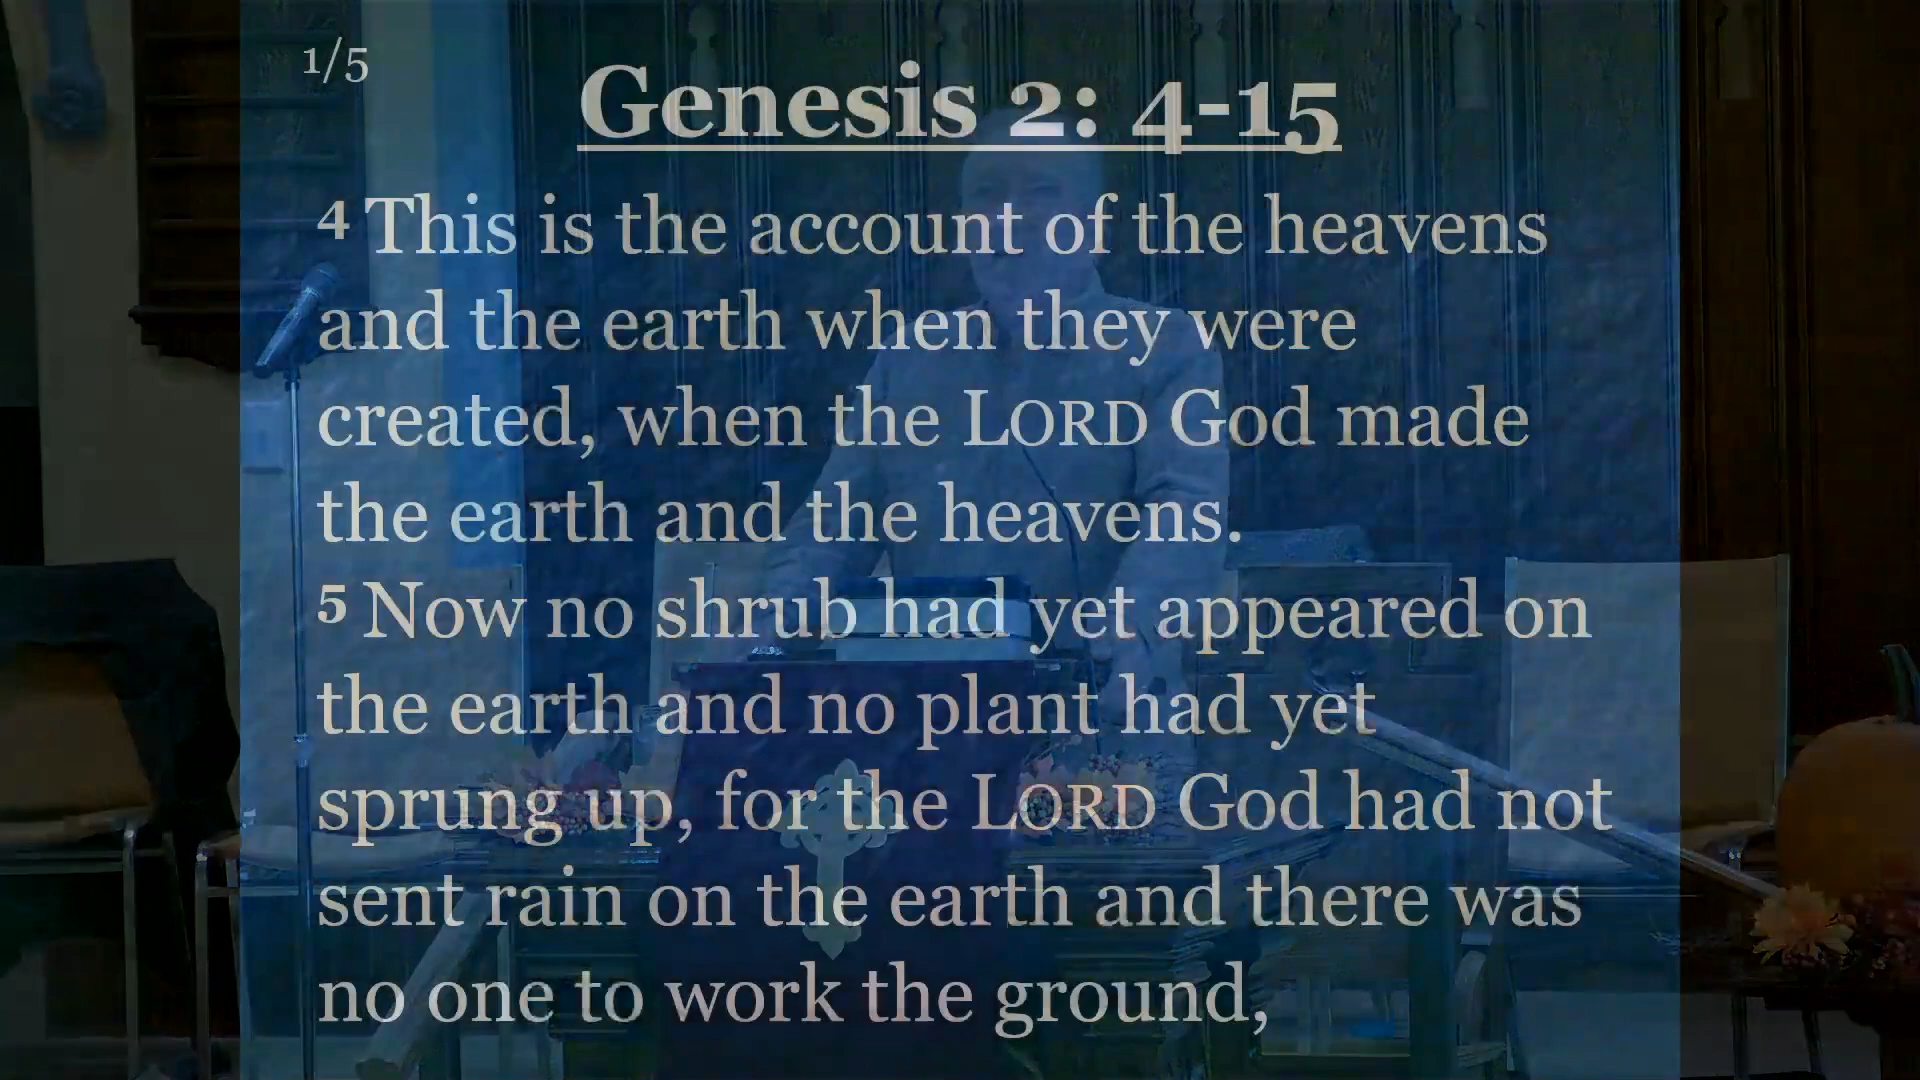 1/5
Genesis 2: 4-15
4 This is the account of the heavens
and the earth when they were
created, when the LORD God made
the earth and the heavens.
5 Now no shrub had yet appeared on
the earth and no plant had yet
sprung up, for the LORD God had not
sent rain on the earth and there was
no one to work the ground,